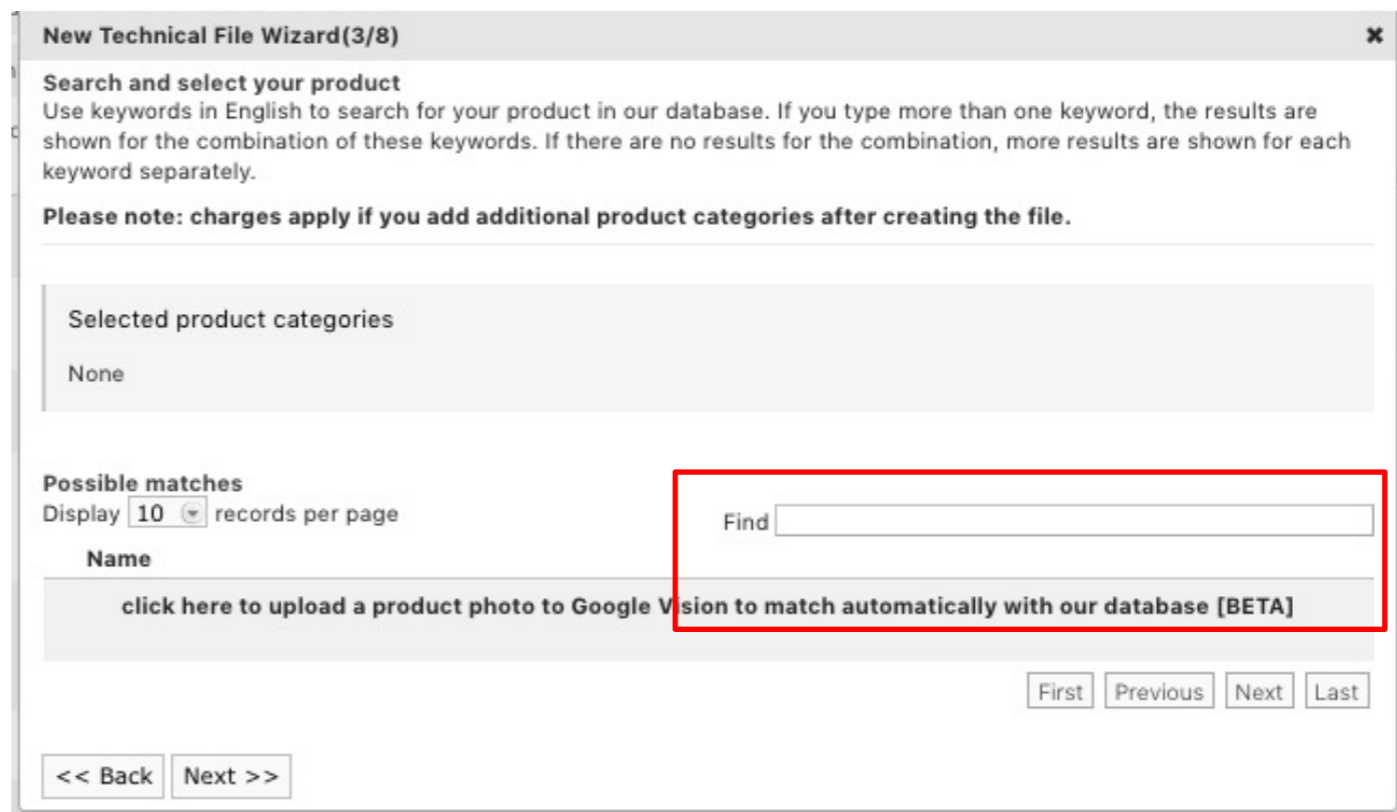 New Technical File Wizard(3/8)
Search and select your product
Use keywords in English to search for your product in our database. If you type more than one keyword, the results are
shown for the combination of these keywords. If there are no results for the combination, more results are shown for each
keyword separately.
Please note: charges apply if you add additional product categories after creating the file.
Selected product categories
None
Possible matches
Display 10 records per page
Find
Name
click here to upload a product photo to Google Vision to match automatically with our database [BETA]
First Previous Next Last
<< Back Next >>